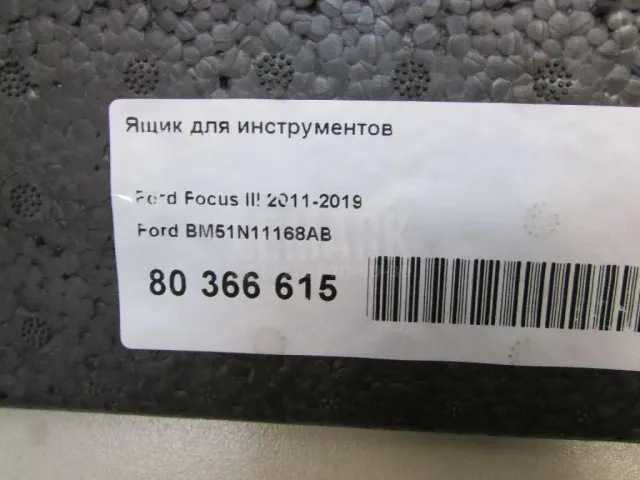 Ящик для инструментов
Ford Focus III 2011-2019
Ford BM51N11168AB
80 366 615